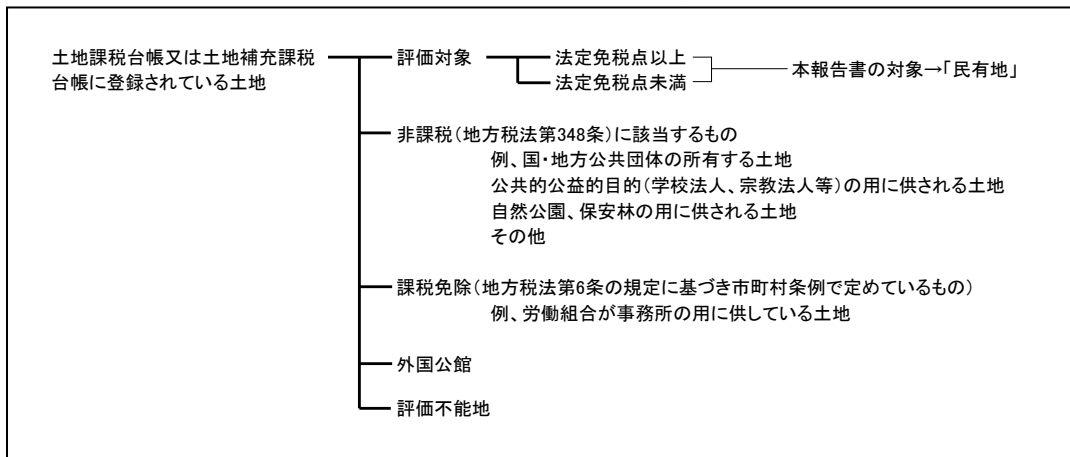 土地課税台帳又は土地補充課税
台帳に登録されている土地
評価対象
法定免税点以上
法定免税点未満
本報告書の対象→「民有地」
非課税(地方税法第348条)に該当するもの
例、国・地方公共団体の所有する土地
公共的公益的目的(学校法人、宗教法人等)の用に供される土地
自然公園、保安林の用に供される土地
その他
課税免除(地方税法第6条の規定に基づき市町村条例で定めているもの)
例、労働組合が事務所の用に供している土地
外国公館
評価不能地